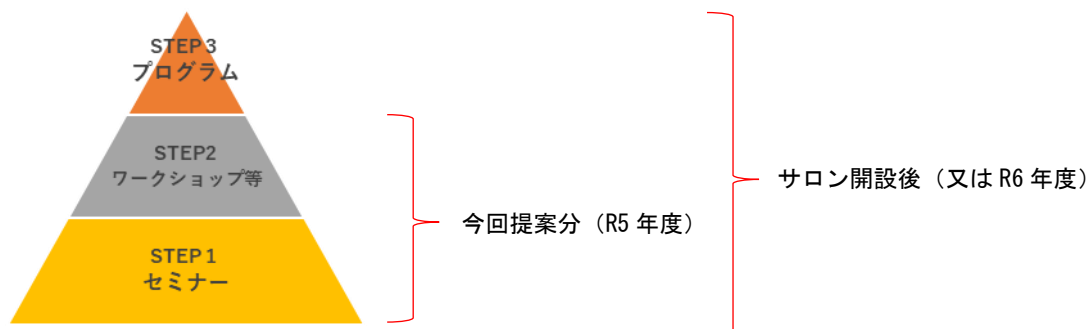 STEP 3
プログラム
STEP2
ワークショップ等
STEP 1
セミナー
今回提案分（R5 年度）
サロン開設後（又は R6 年度）